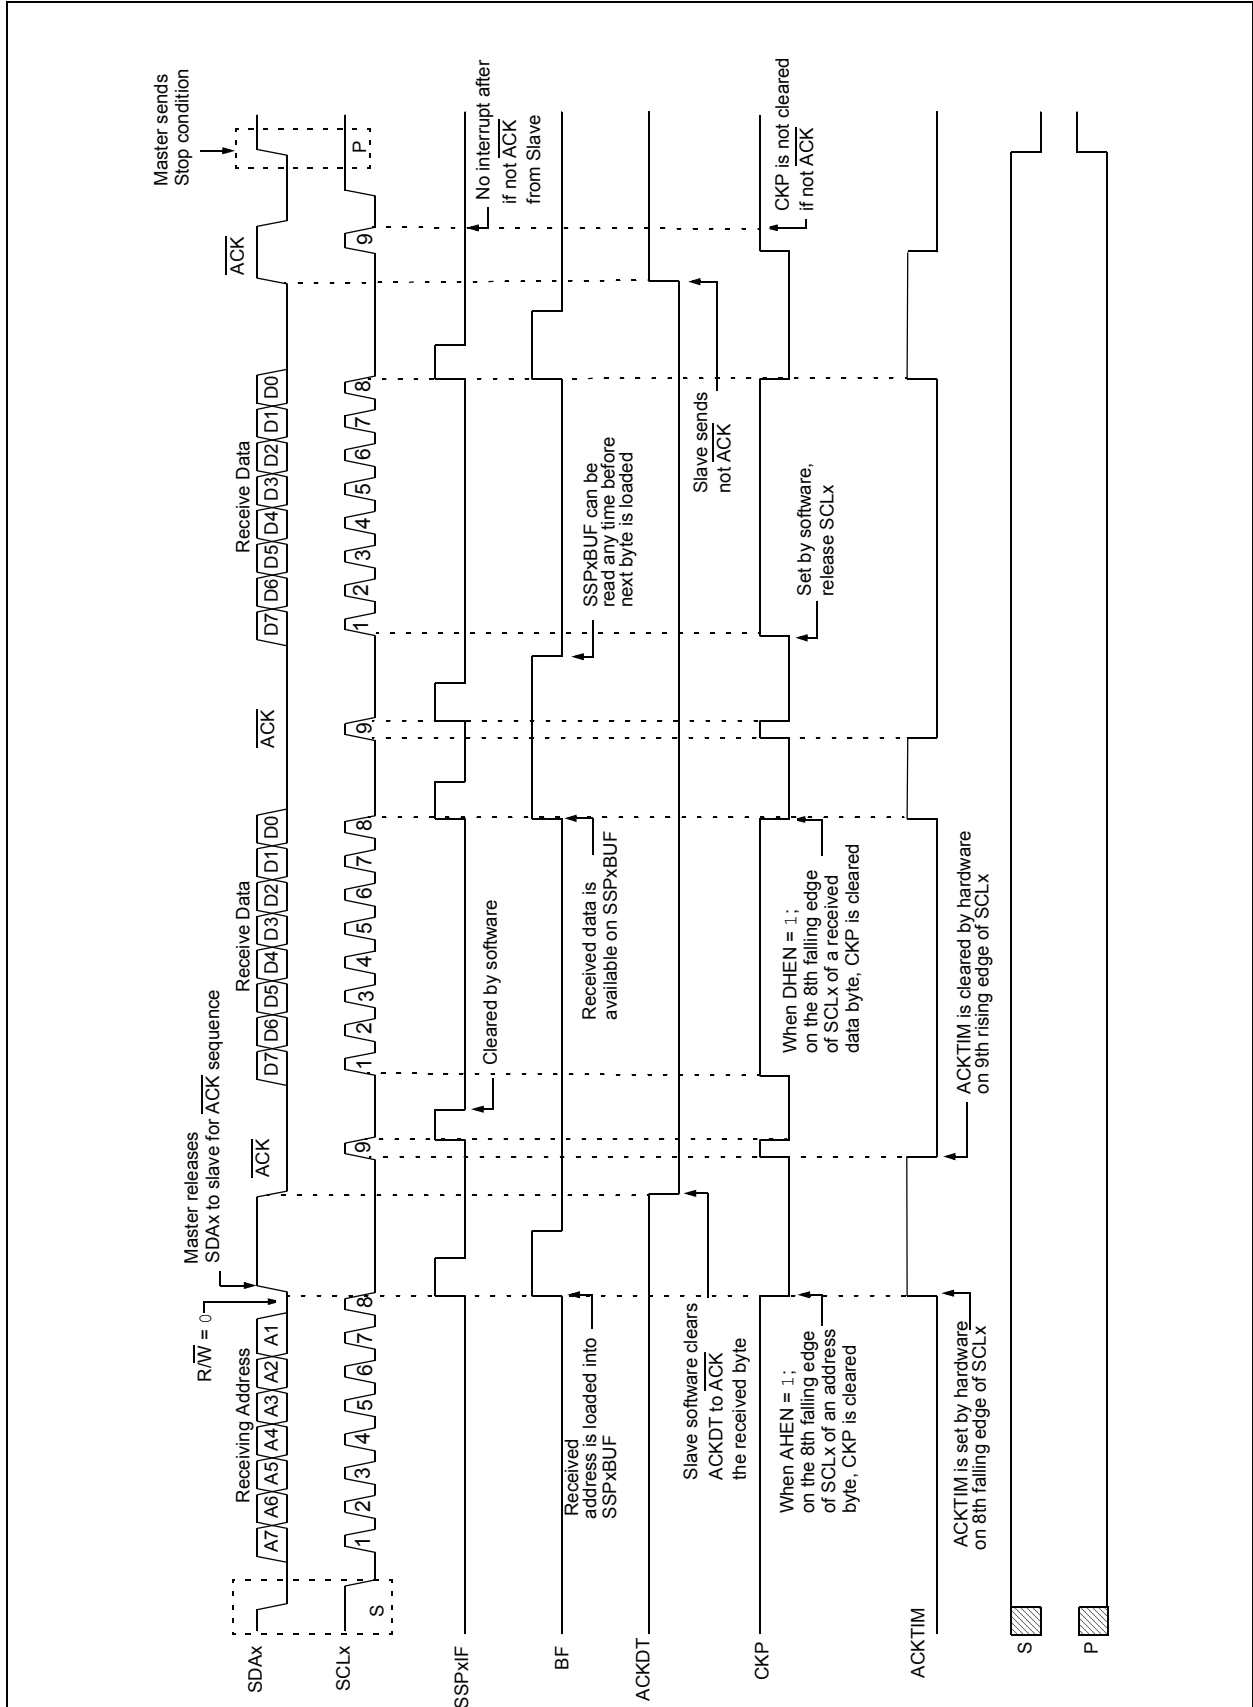 Master sends
Stop condition
Master releases
SDAx to slave for A̅C̅K̅ sequence
R/W̅ = 0
Receiving Address
Receive Data
Receive Data
A̅C̅K̅
A̅C̅K̅
A̅C̅K̅
SDAx
A7 A6 A5 A4 A3 A2 A1
D7 D6 D5 D4 D3 D2 D1 D0
D7 D6 D5 D4 D3 D2 D1 D0
SCLx
S
1 2 3 4 5 6 7 8 9
1 2 3 4 5 6 7 8 9
1 2 3 4 5 6 7 8 9
P
SSPxIF
Cleared by software
No interrupt after
if not A̅C̅K̅
from Slave
BF
Received
address is loaded into
SSPxBUF
Received data is
available on SSPxBUF
SSPxBUF can be
read any time before
next byte is loaded
ACKDT
Slave software clears
ACKDT to A̅C̅K̅
the received byte
Slave sends
not A̅C̅K̅
CKP
When AHEN = 1;
on the 8th falling edge
of SCLx of an address
byte, CKP is cleared
When DHEN = 1;
on the 8th falling edge
of SCLx of a received
data byte, CKP is cleared
Set by software,
release SCLx
CKP is not cleared
if not A̅C̅K̅
ACKTIM
ACKTIM is set by hardware
on 8th falling edge of SCLx
ACKTIM is cleared by hardware
on 9th rising edge of SCLx
S
P